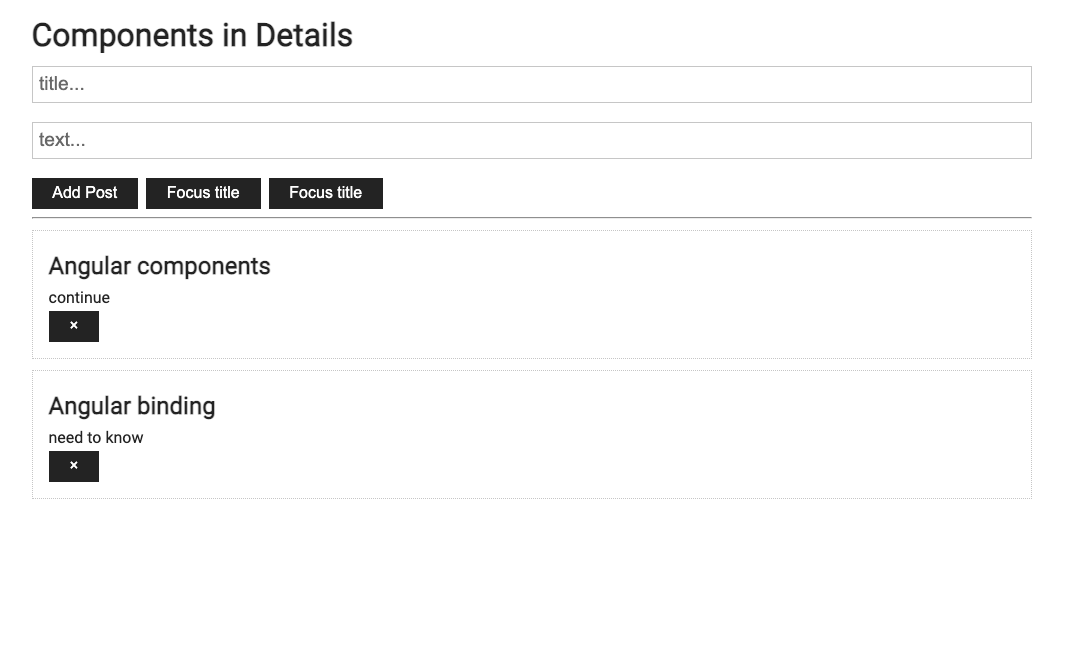 Components in Details
title...
text...
Add Post Focus title Focus title
Angular components
continue
×
Angular binding
need to know
×